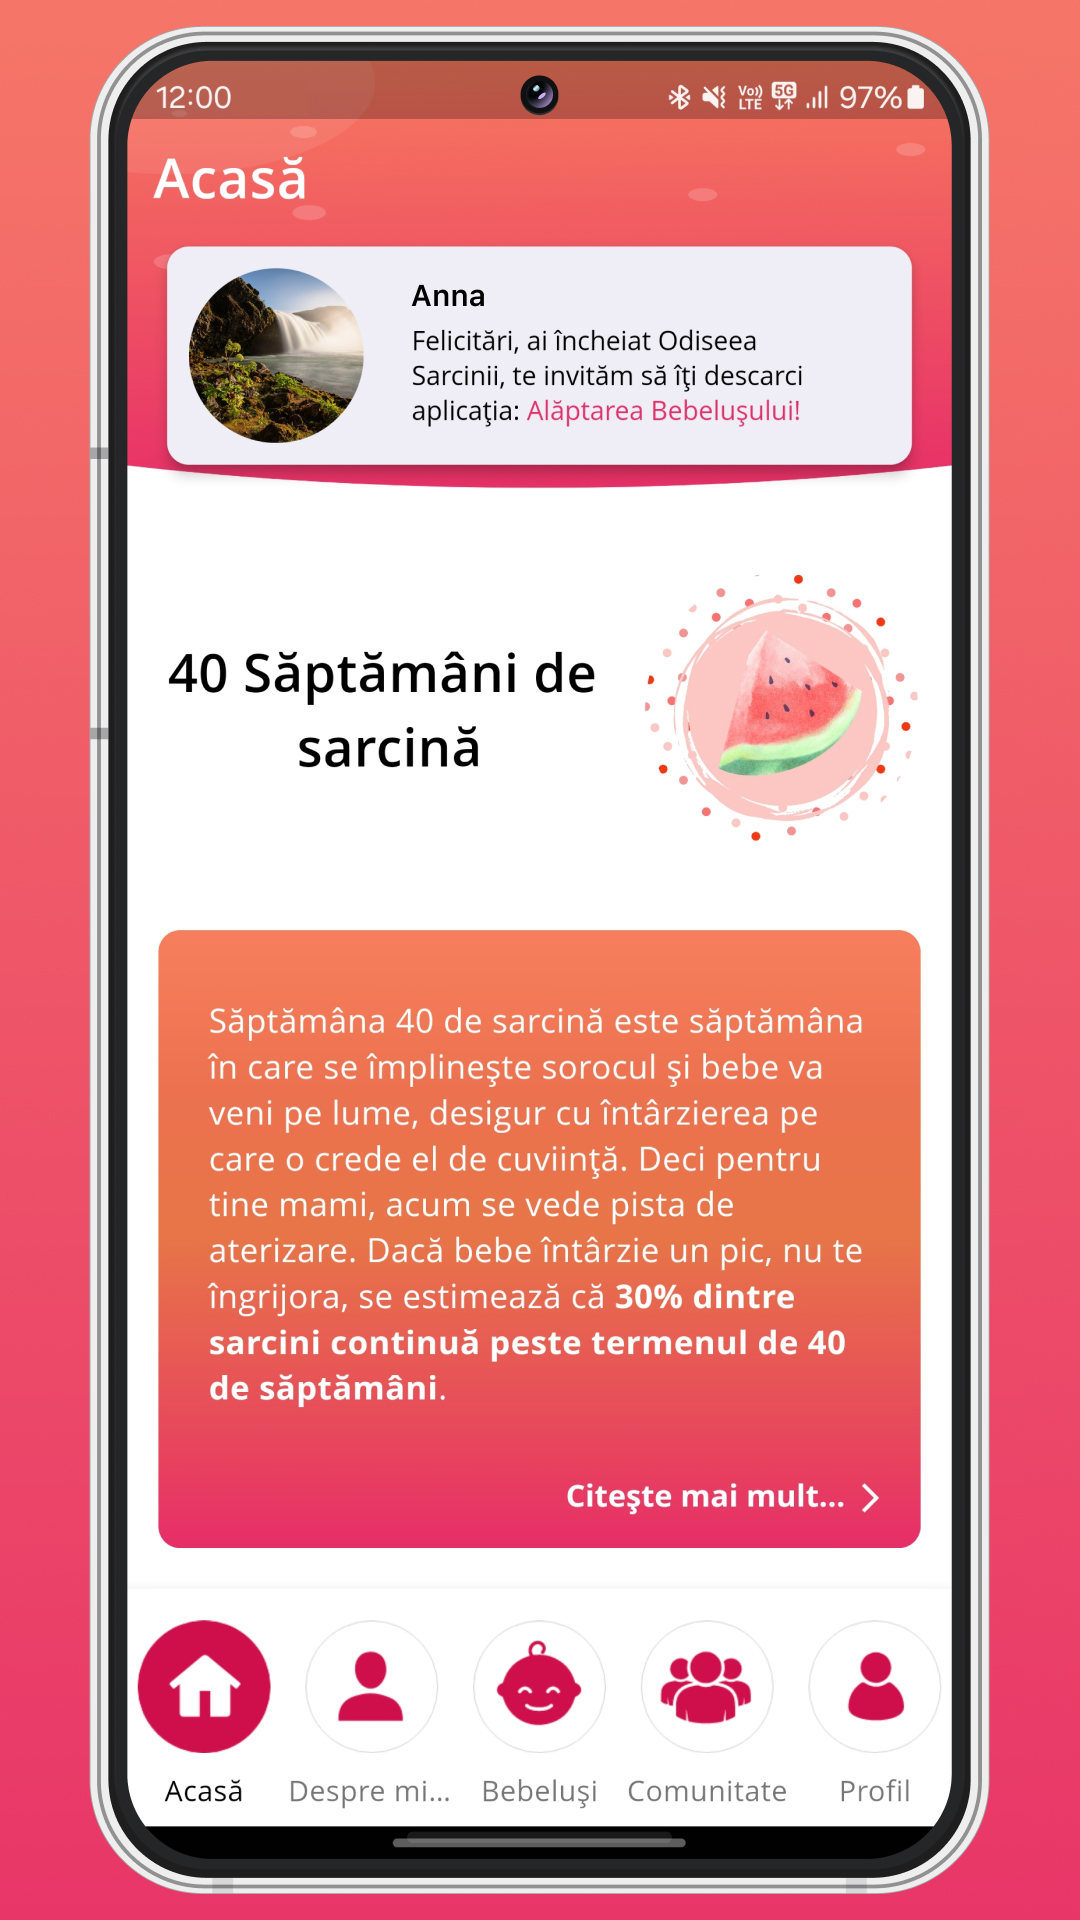 12:00 Vo)) LTE 5G 97%
Acasă
Anna
Felicitări, ai încheiat Odiseea
Sarcinii, te invităm să îţi descarci
aplicaţia: Alăptarea Bebeluşului!
40 Săptămâni de
sarcină
Săptămâna 40 de sarcină este săptămâna
în care se împlineşte sorocul şi bebe va
veni pe lume, desigur cu întârzierea pe
care o crede el de cuviinţă. Deci pentru
tine mami, acum se vede pista de
aterizare. Dacă bebe întârzie un pic, nu te
îngrijora, se estimează că 30% dintre
sarcini continuă peste termenul de 40
de săptămâni.
Citeşte mai mult...
Acasă Despre mi... Bebeluşi Comunitate Profil